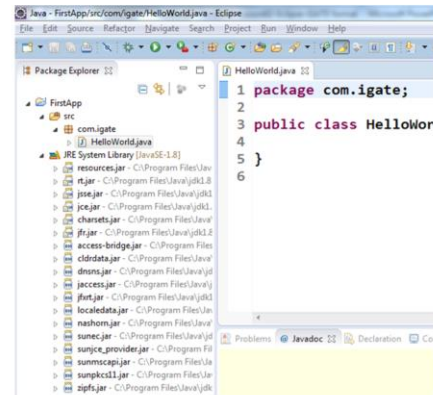 Java - FirstApp/src/com/igate/HelloWorld.java - Eclipse
File Edit Source Refactor Navigate Search Project Run Window Help
Package Explorer
FirstApp
src
com.igate
HelloWorld.java
JRE System Library [JavaSE-1.8]
resources.jar - C:\Program Files\Jav
rt.jar - C:\Program Files\Java\jdk1.8
jsse.jar - C:\Program Files\Java\jdk1
jce.jar - C:\Program Files\Java\jdk1.
charsets.jar - C:\Program Files\Java\
jfr.jar - C:\Program Files\Java\jdk1.8
access-bridge.jar - C:\Program Files
cldrdata.jar - C:\Program Files\Java\
dnsns.jar - C:\Program Files\Java\jd
jaccess.jar - C:\Program Files\Java\j
jfxrt.jar - C:\Program Files\Java\jdk1
localedata.jar - C:\Program Files\Jav
nashorn.jar - C:\Program Files\Java\
sunec.jar - C:\Program Files\Java\jd
sunjce_provider.jar - C:\Program Fil
sunmscapi.jar - C:\Program Files\Ja
sunpkcs11.jar - C:\Program Files\Ja
zipfs.jar - C:\Program Files\Java\jdk
HelloWorld.java
1 package com.igate;
2
3 public class HelloWor
4
5 }
6
Problems @ Javadoc Declaration Co